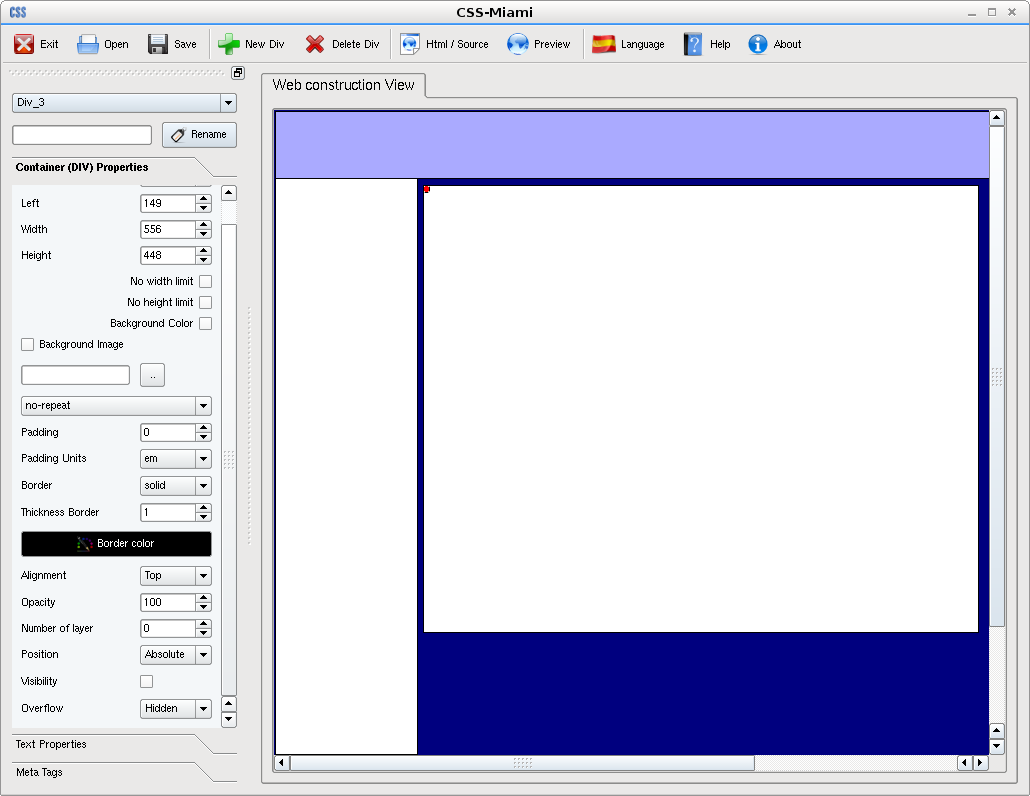 CSS CSS-Miami
Exit Open Save New Div Delete Div Html / Source Preview Language Help About
Web construction View
Div_3
Rename
Container (DIV) Properties
Left 149
Width 556
Height 448
No width limit
No height limit
Background Color
Background Image
..
no-repeat
Padding 0
Padding Units em
Border solid
Thickness Border 1
Border color
Alignment Top
Opacity 100
Number of layer 0
Position Absolute
Visibility
Overflow Hidden
Text Properties
Meta Tags